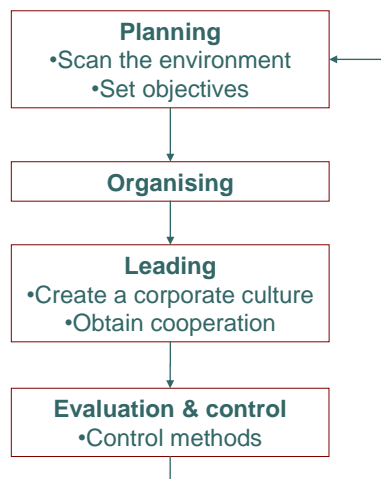 Planning
•Scan the environment
•Set objectives
Organising
Leading
•Create a corporate culture
•Obtain cooperation
Evaluation & control
•Control methods